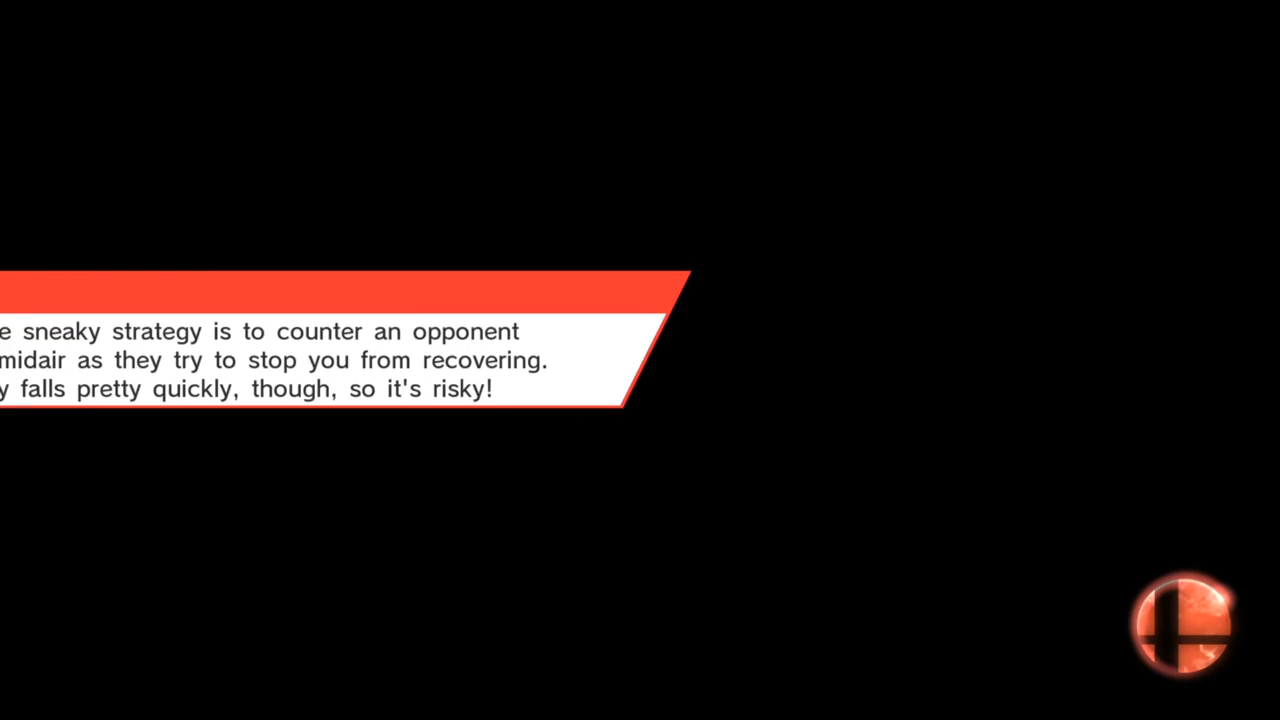 e sneaky strategy is to counter an opponent
midair as they try to stop you from recovering.
y falls pretty quickly, though, so it's risky!